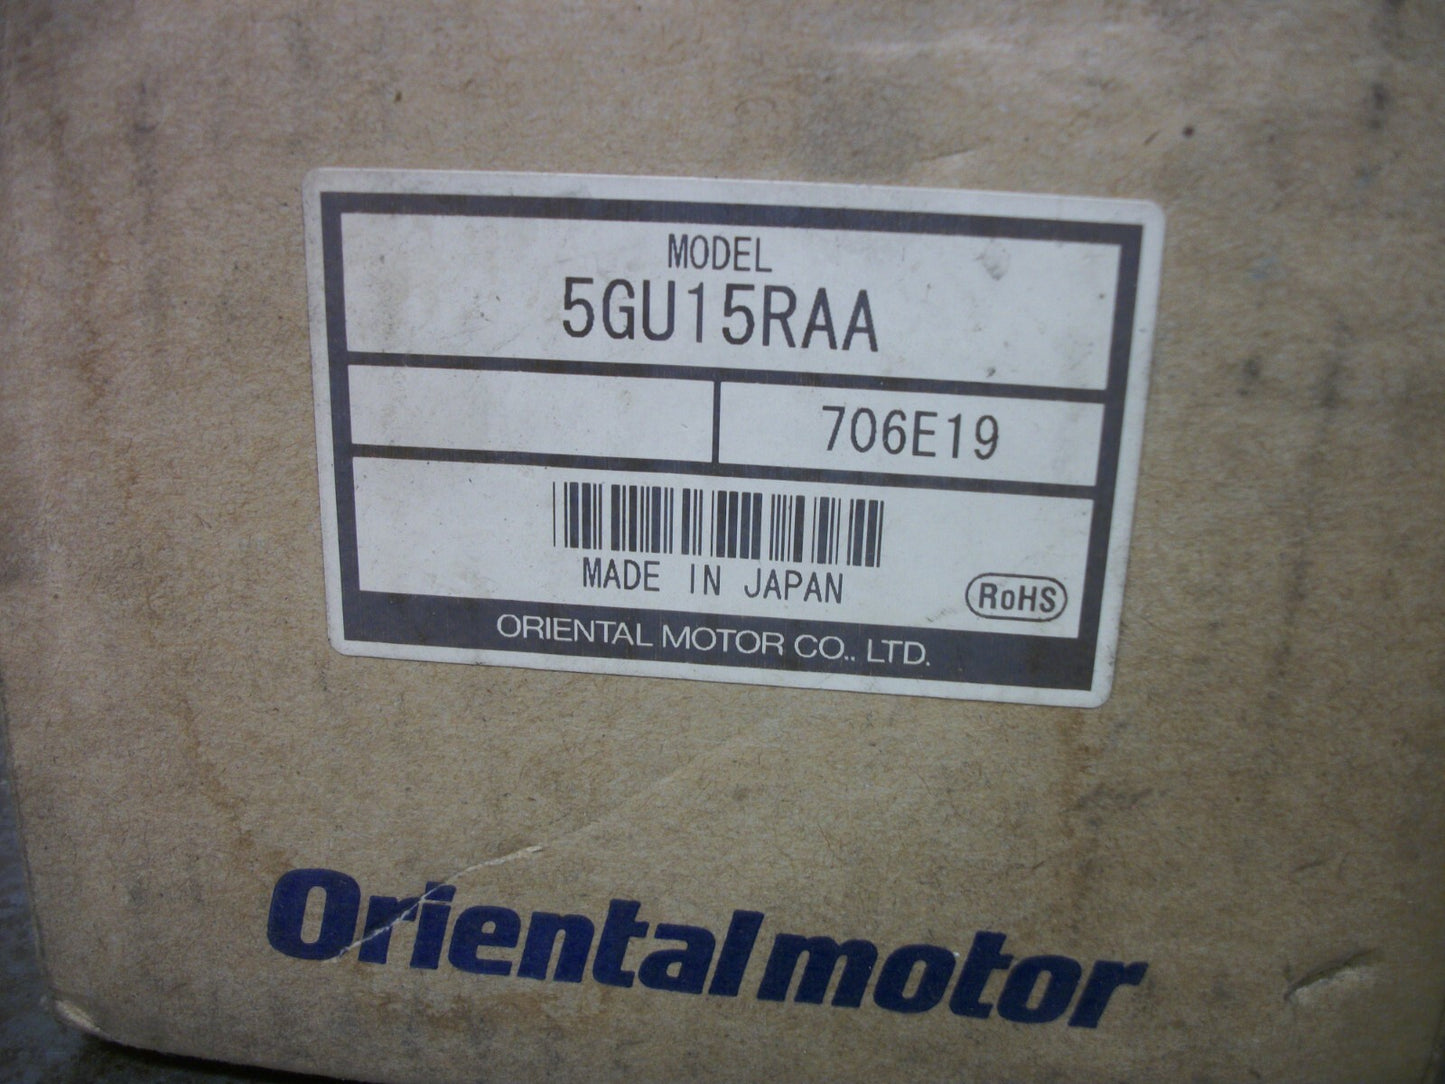 MODEL
5GU15RAA
706E19
MADE IN JAPAN
RoHS
ORIENTAL MOTOR CO., LTD.
Orientalmotor